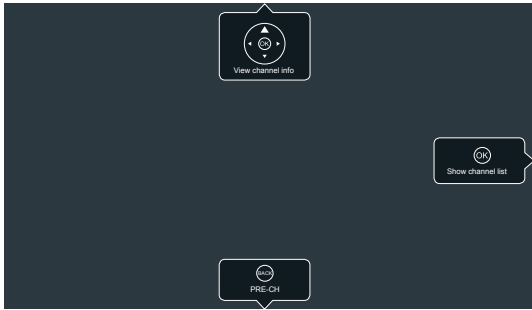 OK
View channel info
OK
Show channel list
BACK
PRE-CH